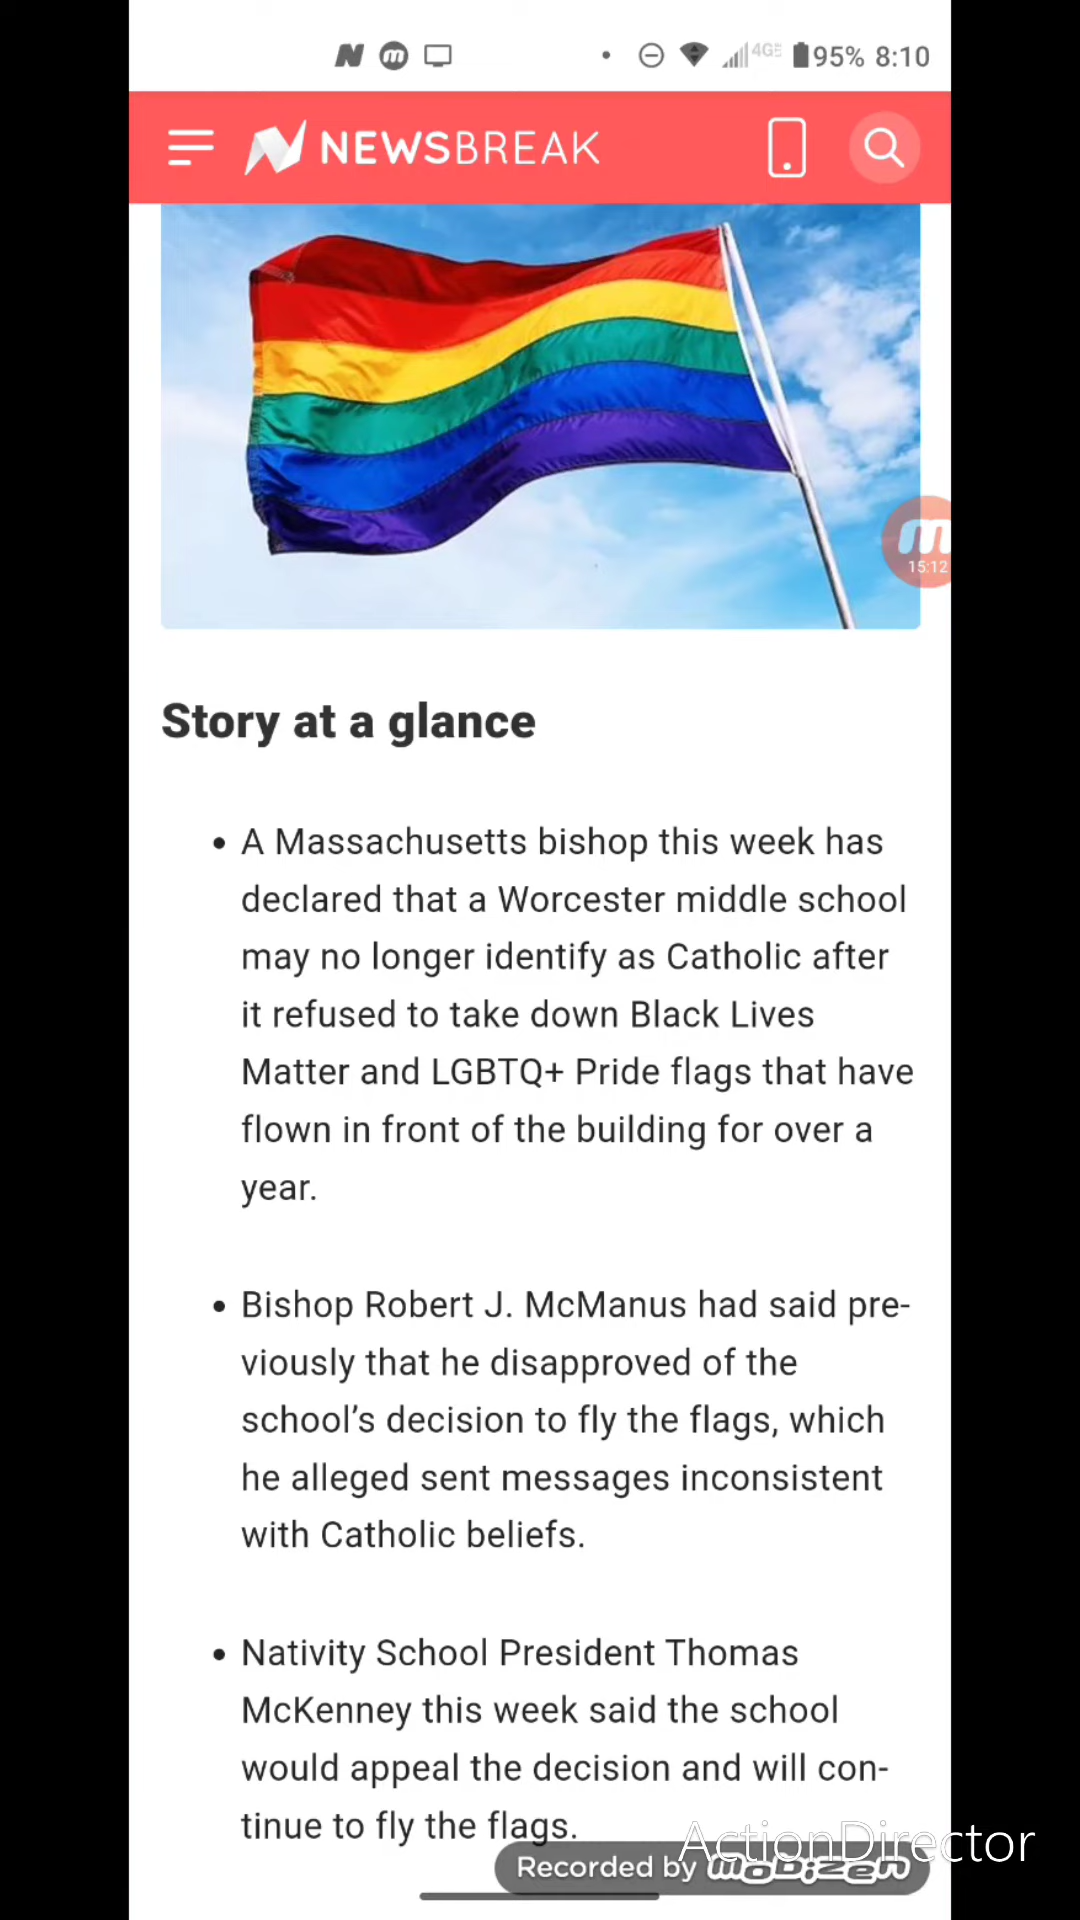 4G 95% 8:10
NEWSBREAK
15:12
Story at a glance
• A Massachusetts bishop this week has
declared that a Worcester middle school
may no longer identify as Catholic after
it refused to take down Black Lives
Matter and LGBTQ+ Pride flags that have
flown in front of the building for over a
year.
• Bishop Robert J. McManus had said pre-
viously that he disapproved of the
school’s decision to fly the flags, which
he alleged sent messages inconsistent
with Catholic beliefs.
• Nativity School President Thomas
McKenney this week said the school
would appeal the decision and will con-
tinue to fly the flags.
ActionDirector
Recorded by mobizen